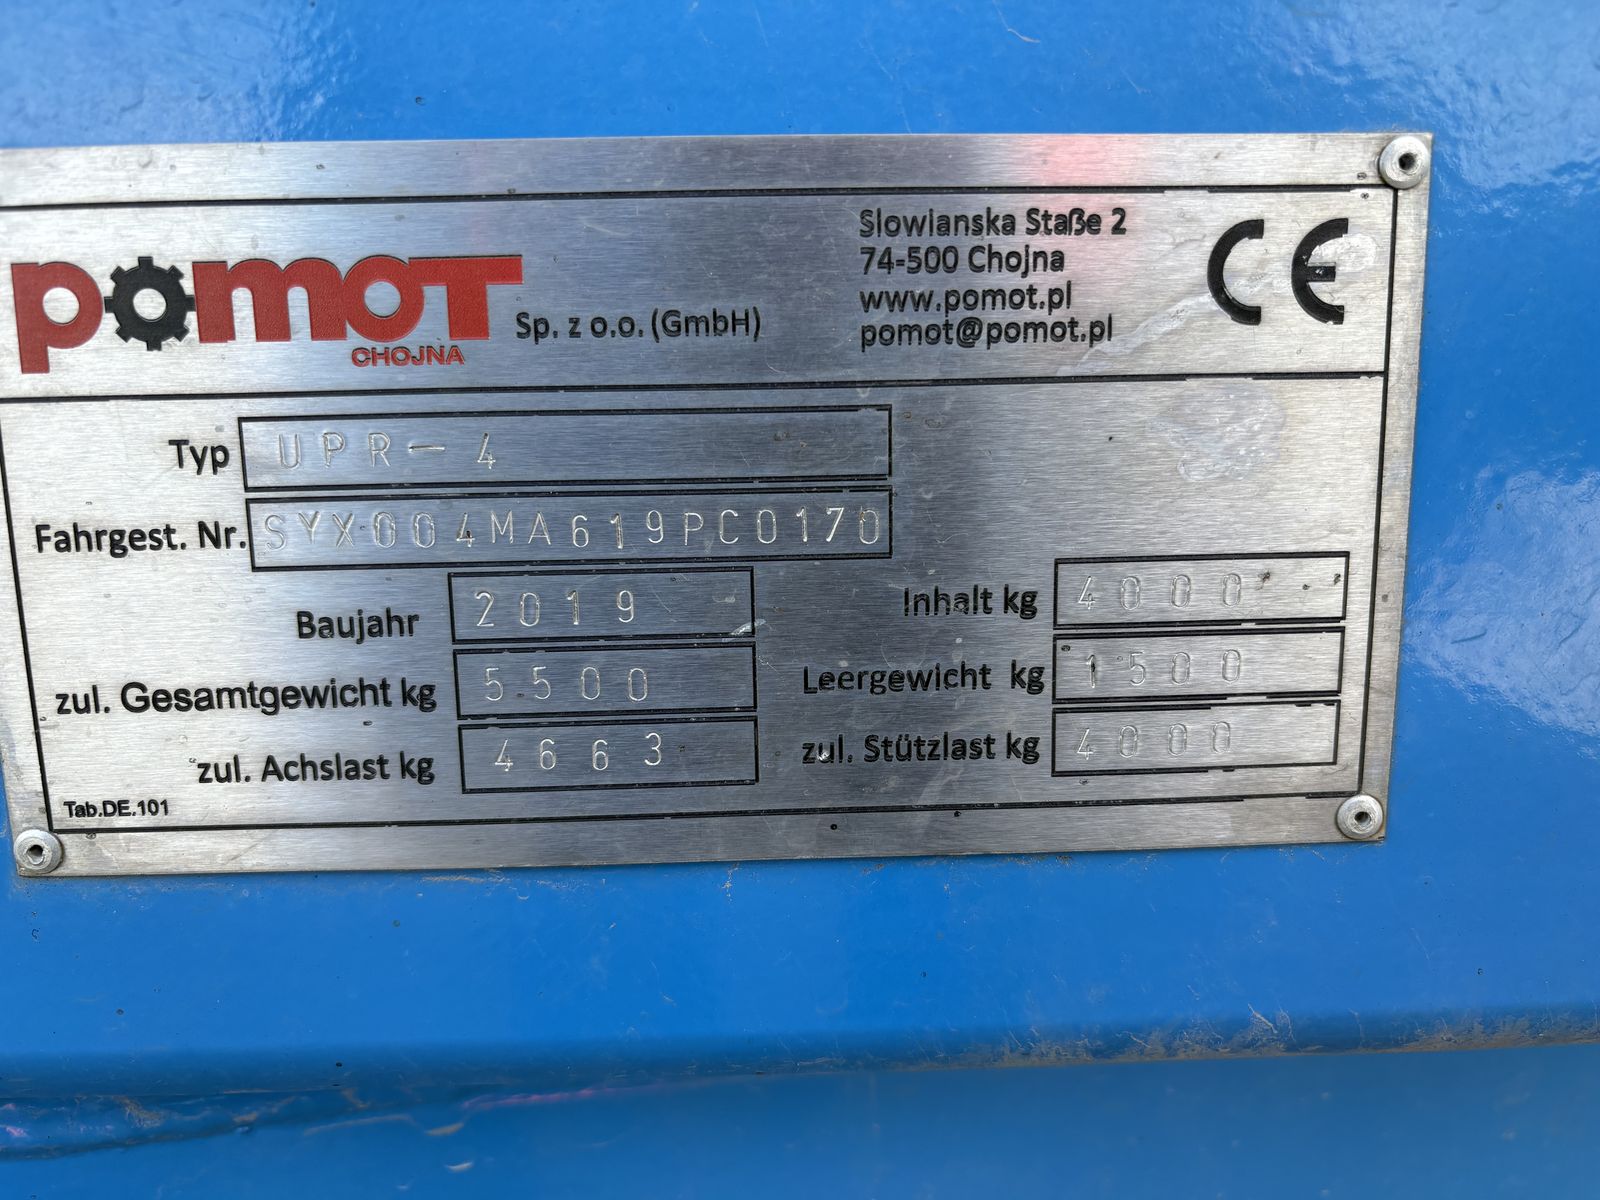 pomot
CHOJNA
Sp. z o.o. (GmbH)
Slowianska Staße 2
74-500 Chojna
www.pomot.pl
pomot@pomot.pl
CE
Typ UPR-4
Fahrgest. Nr. SYX004MA619PC0170
Baujahr 2019
Inhalt kg 4000
zul. Gesamtgewicht kg 5500
Leergewicht kg 1500
zul. Achslast kg 4663
zul. Stützlast kg 4000
Tab.DE.101